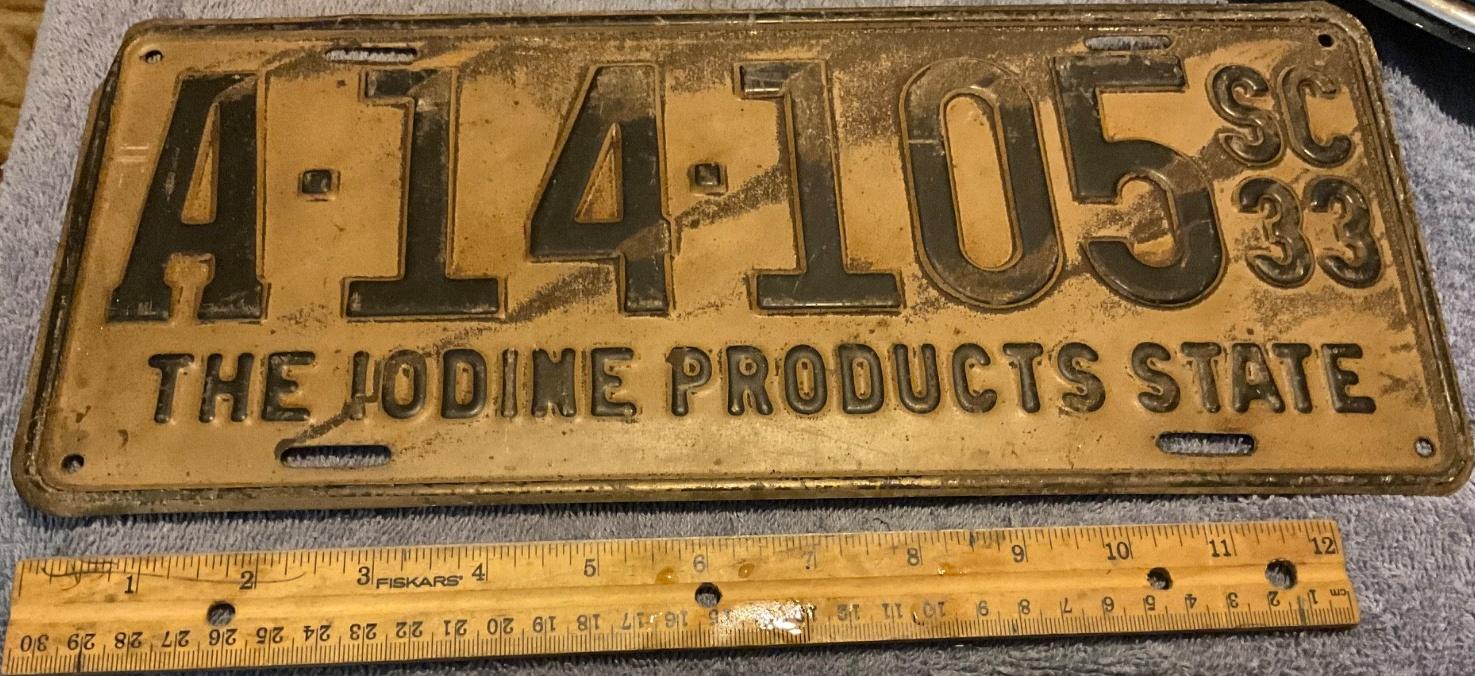 A·14·105
SC
33
THE IODINE PRODUCTS STATE
1 2 3 FISKARS® 4 5 6 7 8 9 10 11 12
30 29 28 27 26 25 24 23 22 21 20 19 18 17 16 15 12 11 10 9 8 7 6 5 4 3 2 1 cm